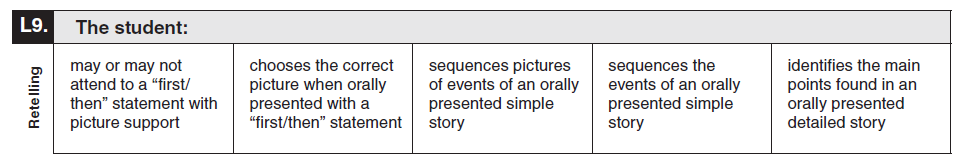 L9. The student:
Retelling
may or may not
attend to a “first/
then” statement with
picture support
chooses the correct
picture when orally
presented with a
“first/then” statement
sequences pictures
of events of an orally
presented simple
story
sequences the
events of an orally
presented simple
story
identifies the main
points found in an
orally presented
detailed story